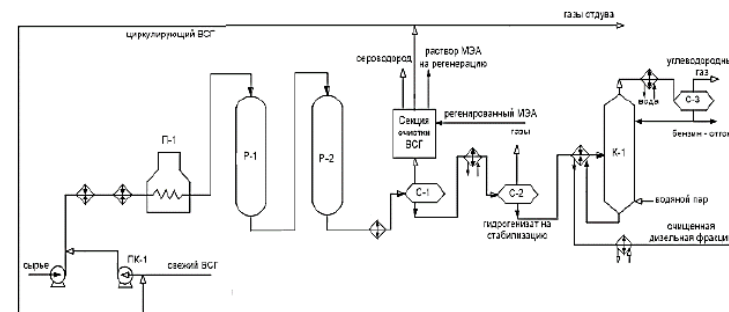 газы отдува
циркулирующий ВСГ
сероводород
раствор МЭА
на регенерацию
углеводородный
газ
П-1
Р-1
Р-2
Секция
очистки
ВСГ
регенированный МЭА
газы
вода
С-3
бензин - отгон
К-1
С-1
С-2
водяной пар
гидрогенизат на
стабилизацию
очищенная
дизельная фракция
сырье
ПК-1
свежий ВСГ